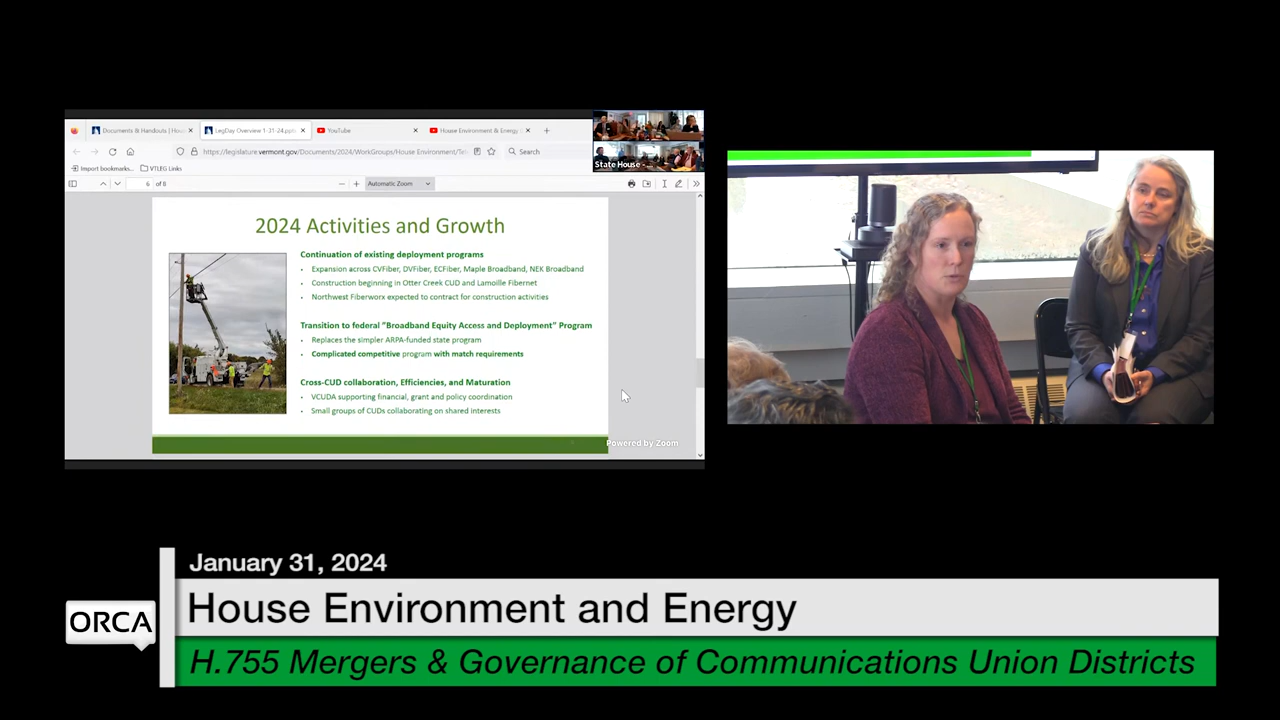 Documents & Handouts | Hous
LegDay Overview 1-31-24.pptx
YouTube
House Environment & Energy
https://legislature.vermont.gov/Documents/2024/WorkGroups/House Environment/Te
Search
Import bookmarks...
VTLEG Links
State House -
6 of 8
Automatic Zoom
2024 Activities and Growth
Continuation of existing deployment programs
• Expansion across CVFiber, DVFiber, ECFiber, Maple Broadband, NEK Broadband
• Construction beginning in Otter Creek CUD and Lamoille Fibernet
• Northwest Fiberworx expected to contract for construction activities
Transition to federal "Broadband Equity Access and Deployment" Program
• Replaces the simpler ARPA-funded state program
• Complicated competitive program with match requirements
Cross-CUD collaboration, Efficiencies, and Maturation
• VCUDA supporting financial, grant and policy coordination
• Small groups of CUDs collaborating on shared interests
Powered by Zoom
January 31, 2024
ORCA
House Environment and Energy
H.755 Mergers & Governance of Communications Union Districts